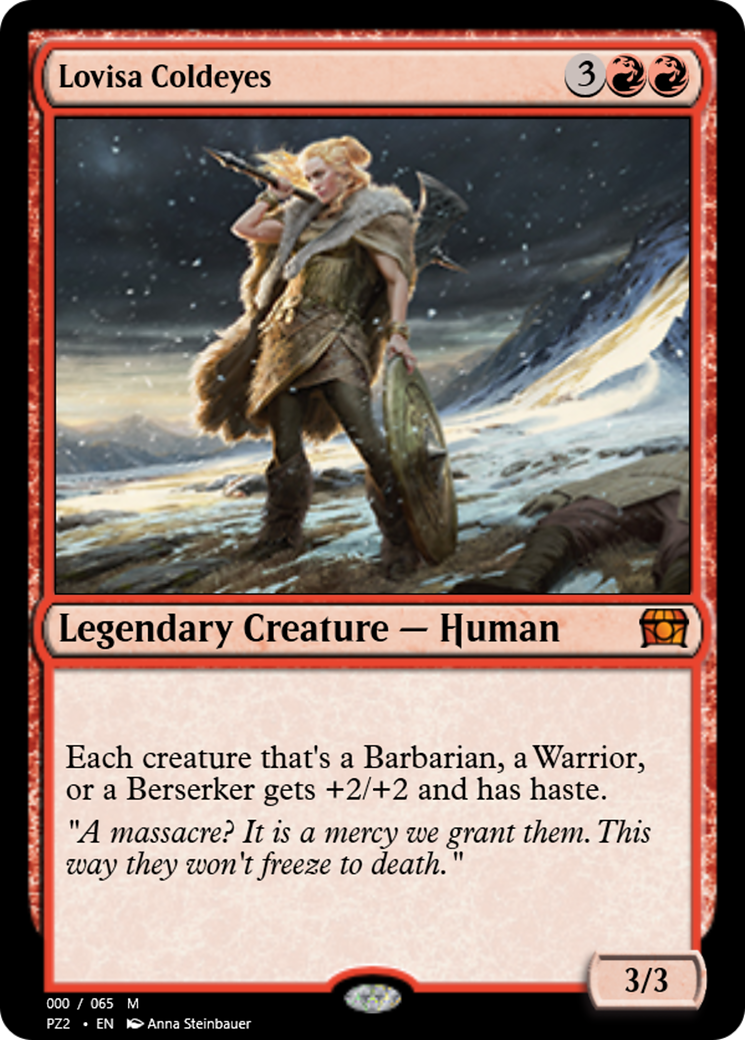 Lovisa Coldeyes 3
Legendary Creature — Human
Each creature that's a Barbarian, a Warrior,
or a Berserker gets +2/+2 and has haste.
"A massacre? It is a mercy we grant them. This
way they won't freeze to death."
3/3
000 / 065 M
PZ2 • EN Anna Steinbauer